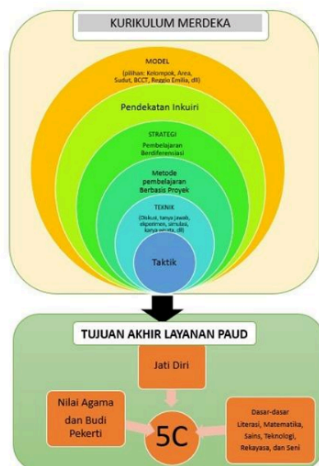 KURIKULUM MERDEKA
MODEL
(pilihan: Kelompok, Area,
Sudut, BCCT, Reggio Emilia, dll)
Pendekatan Inkuiri
STRATEGI
Pembelajaran
Berdiferensiasi
Metode
pembelajaran
Berbasis Proyek
TEKNIK
(Diskusi, tanya jawab,
eksperimen, simulasi,
karya wisata, dll)
Taktik
TUJUAN AKHIR LAYANAN PAUD
Jati Diri
Nilai Agama
dan Budi
Pekerti
5C
Dasar-dasar
Literasi, Matematika,
Sains, Teknologi,
Rekayasa, dan Seni